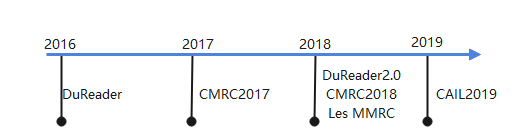 2016
2017
2018
2019
DuReader
CMRC2017
DuReader2.0
CMRC2018
Les MMRC
CAIL2019